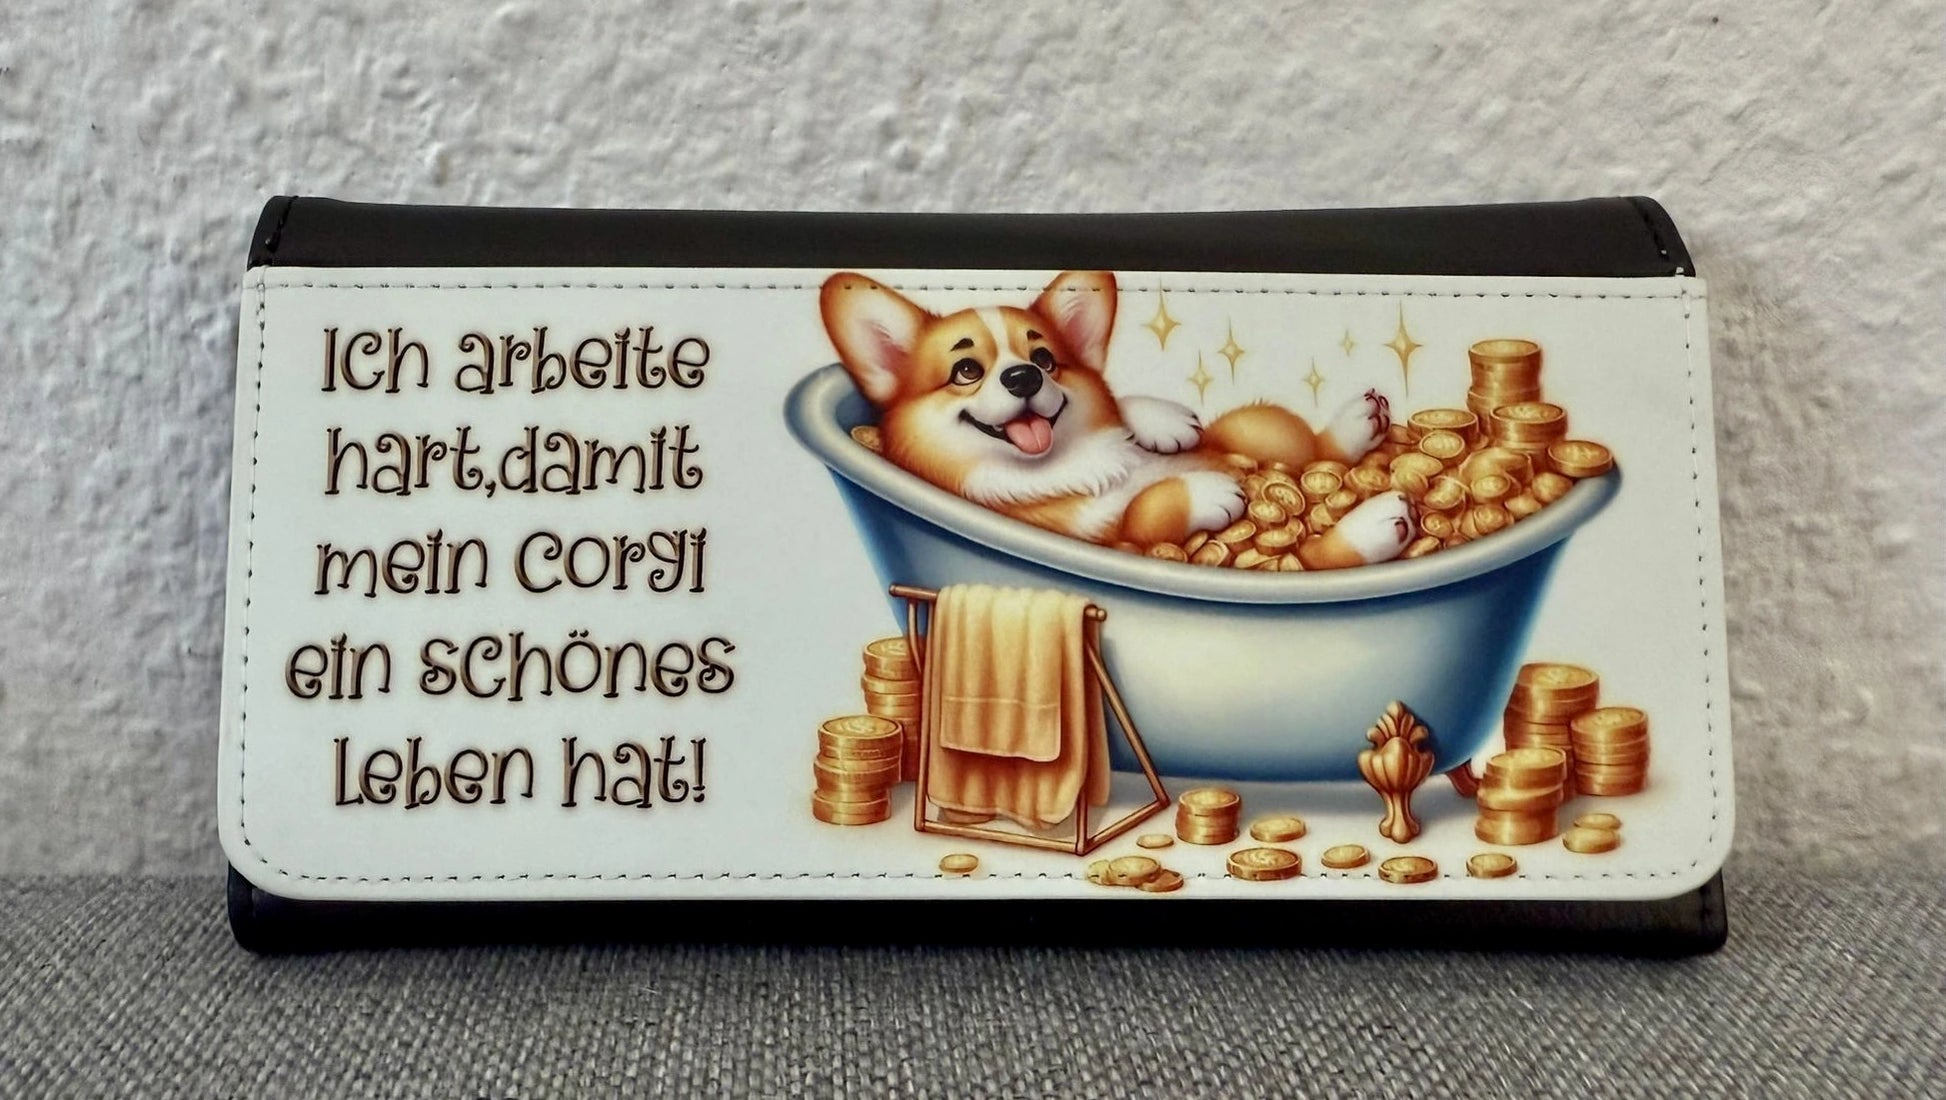 Ich arbeite
hart,damit
mein Corgi
ein schönes
Leben hat!